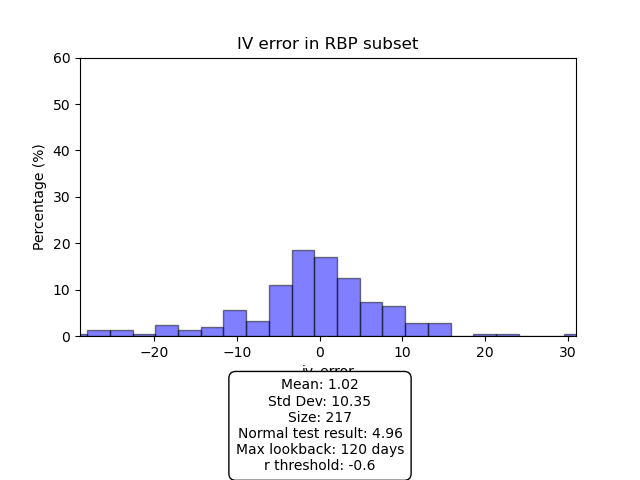 IV error in RBP subset
60
50
40
30
20
10
0
Percentage (%)
−20
−10
0
10
20
30
iv_error
Mean: 1.02
Std Dev: 10.35
Size: 217
Normal test result: 4.96
Max lookback: 120 days
r threshold: -0.6